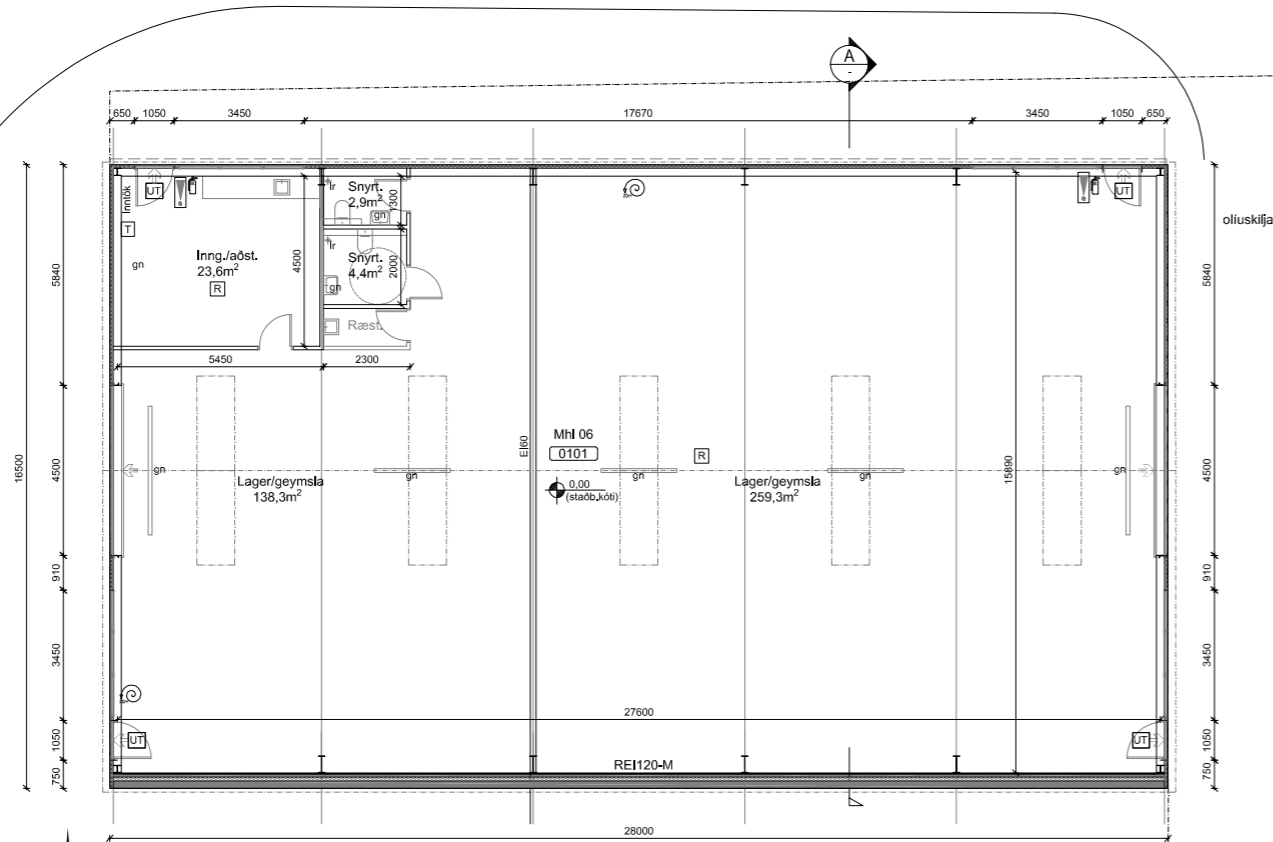 A
-
650 1050 3450 17670 3450 1050 650
UT
Inntök
T
gn
Inng./aðst.
23,6m²
R
4500
Ir
Snyrt.
2,9m²
gn
1300
Ir
Snyrt.
4,4m²
gn
2000
Ræst.
5450 2300
UT
olíuskilja
16500
5840
4500
910
3450
1050
750
5840
4500
910
3450
1050
750
EI60
Mhl 06
0101
0,00
(staðb.kóti)
R
15890
gn
gn
gn
gn
gn
Lager/geymsla
138,3m²
Lager/geymsla
259,3m²
27600
UT
UT
REI120-M
28000